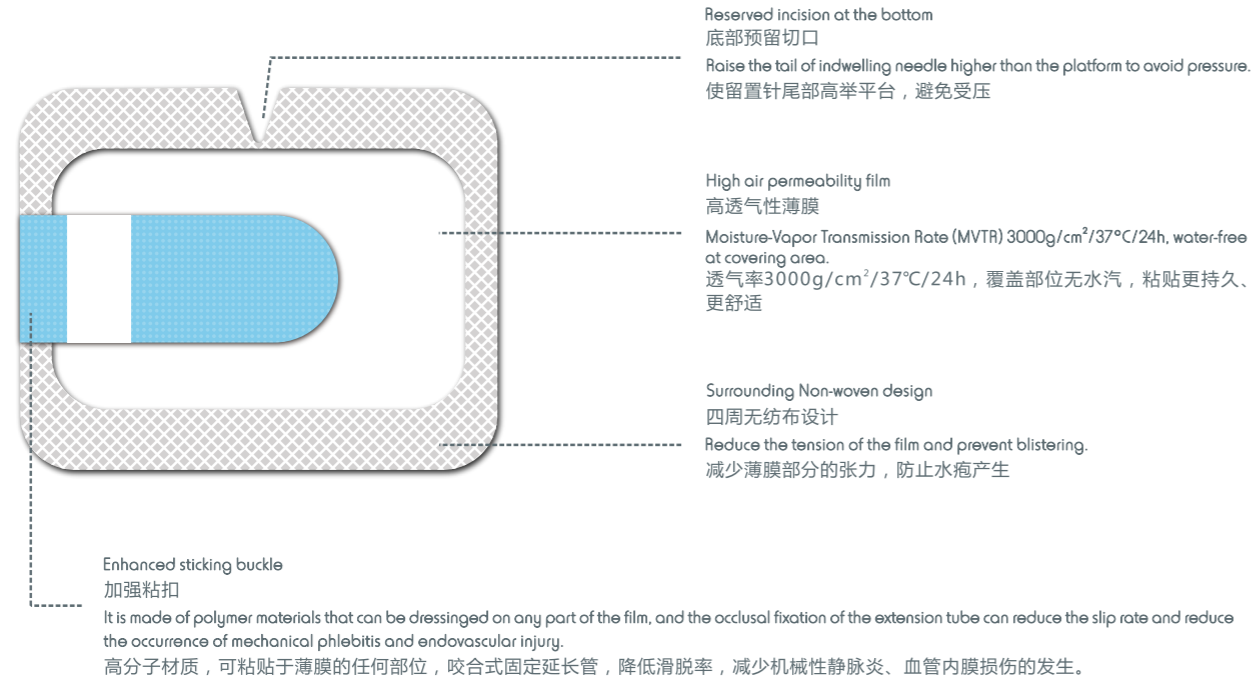 Reserved incision at the bottom
底部预留切口
Raise the tail of indwelling needle higher than the platform to avoid pressure.
使留置针尾部高举平台，避免受压
High air permeability film
高透气性薄膜
Moisture-Vapor Transmission Rate (MVTR) 3000g/cm²/37°C/24h, water-free
at covering area.
透气率3000g/cm²/37℃/24h，覆盖部位无水汽，粘贴更持久、
更舒适
Surrounding Non-woven design
四周无纺布设计
Reduce the tension of the film and prevent blistering.
减少薄膜部分的张力，防止水疱产生
Enhanced sticking buckle
加强粘扣
It is made of polymer materials that can be dressinged on any part of the film, and the occlusal fixation of the extension tube can reduce the slip rate and reduce
the occurrence of mechanical phlebitis and endovascular injury.
高分子材质，可粘贴于薄膜的任何部位，咬合式固定延长管，降低滑脱率，减少机械性静脉炎、血管内膜损伤的发生。